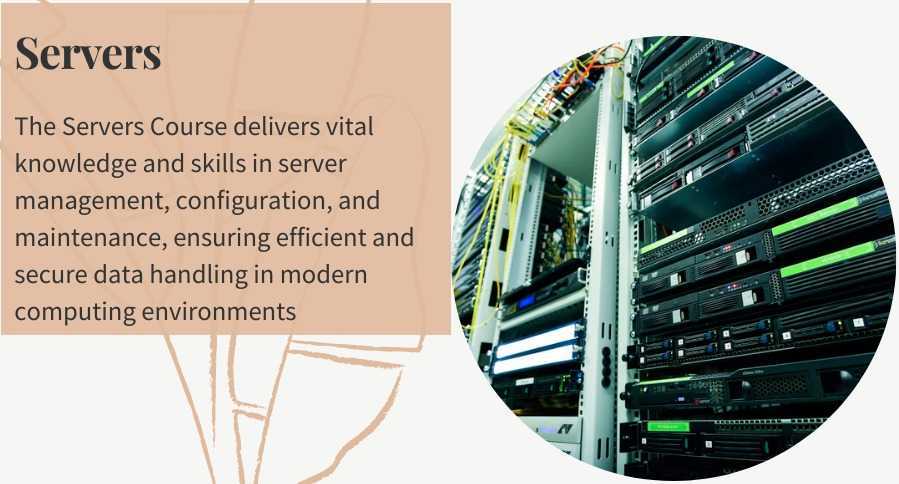 Servers
The Servers Course delivers vital
knowledge and skills in server
management, configuration, and
maintenance, ensuring efficient and
secure data handling in modern
computing environments